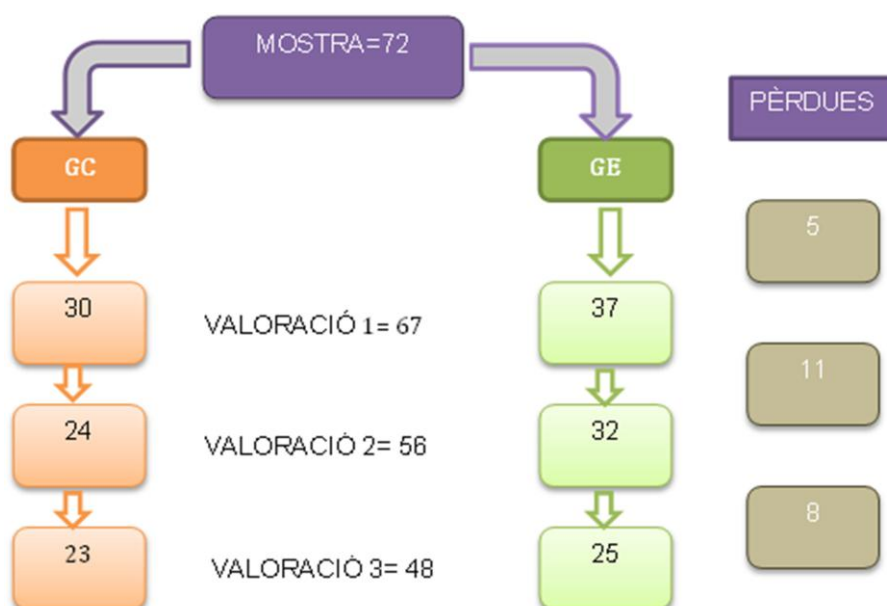 MOSTRA=72
PÈRDUES
GC
GE
5
30
VALORACIÓ 1= 67
37
11
24
VALORACIÓ 2= 56
32
8
23
VALORACIÓ 3= 48
25